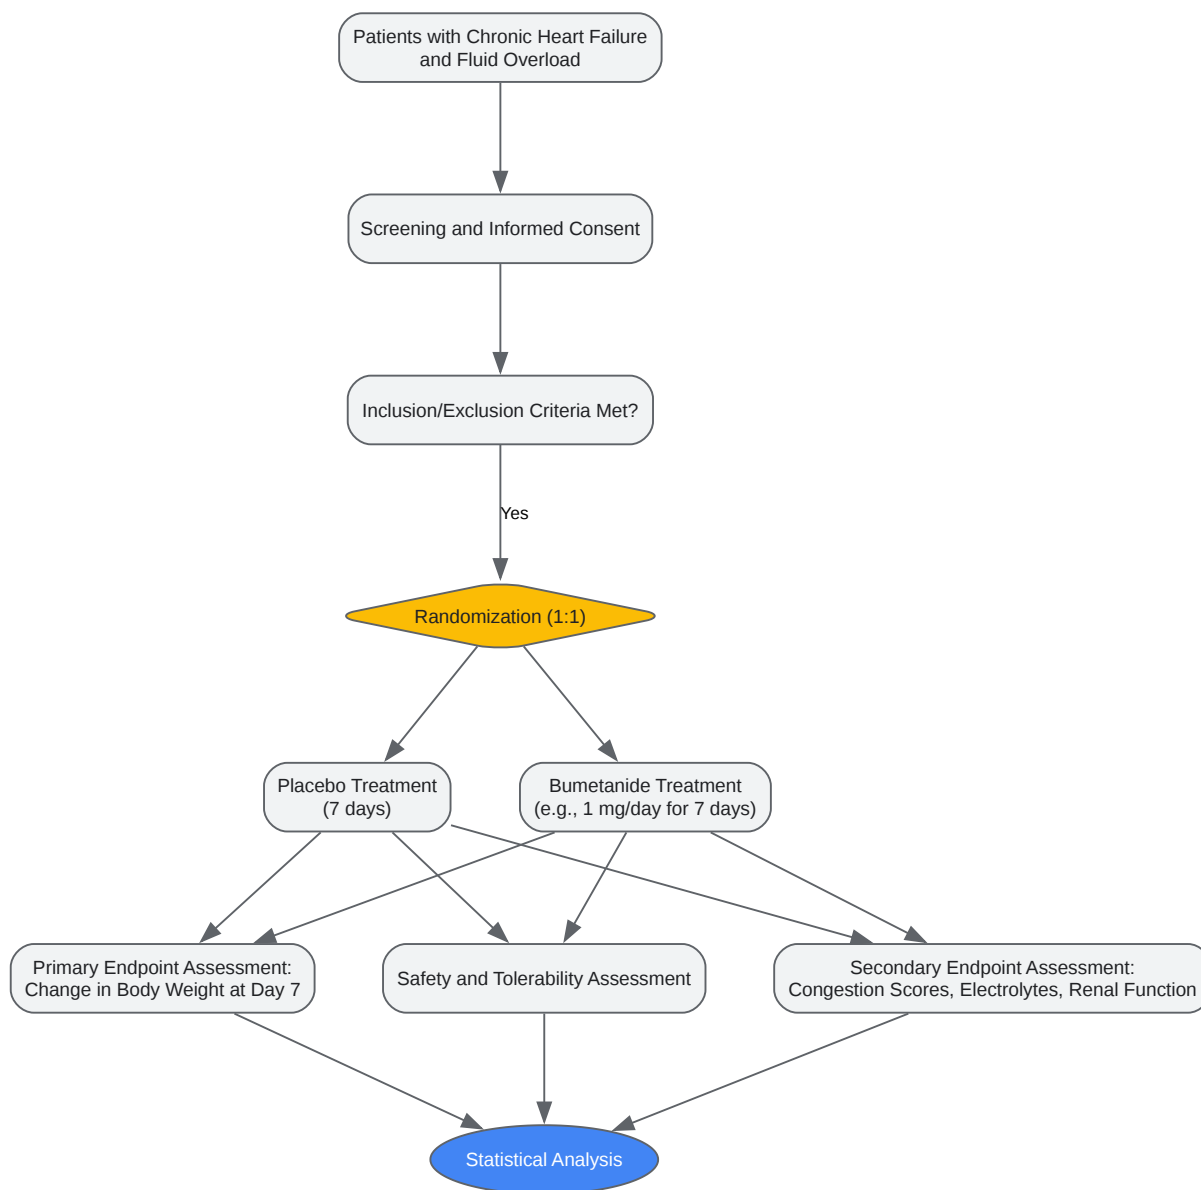 Patients with Chronic Heart Failure
and Fluid Overload
Screening and Informed Consent
Inclusion/Exclusion Criteria Met?
Yes
Randomization (1:1)
Placebo Treatment
(7 days)
Bumetanide Treatment
(e.g., 1 mg/day for 7 days)
Primary Endpoint Assessment:
Change in Body Weight at Day 7
Safety and Tolerability Assessment
Secondary Endpoint Assessment:
Congestion Scores, Electrolytes, Renal Function
Statistical Analysis